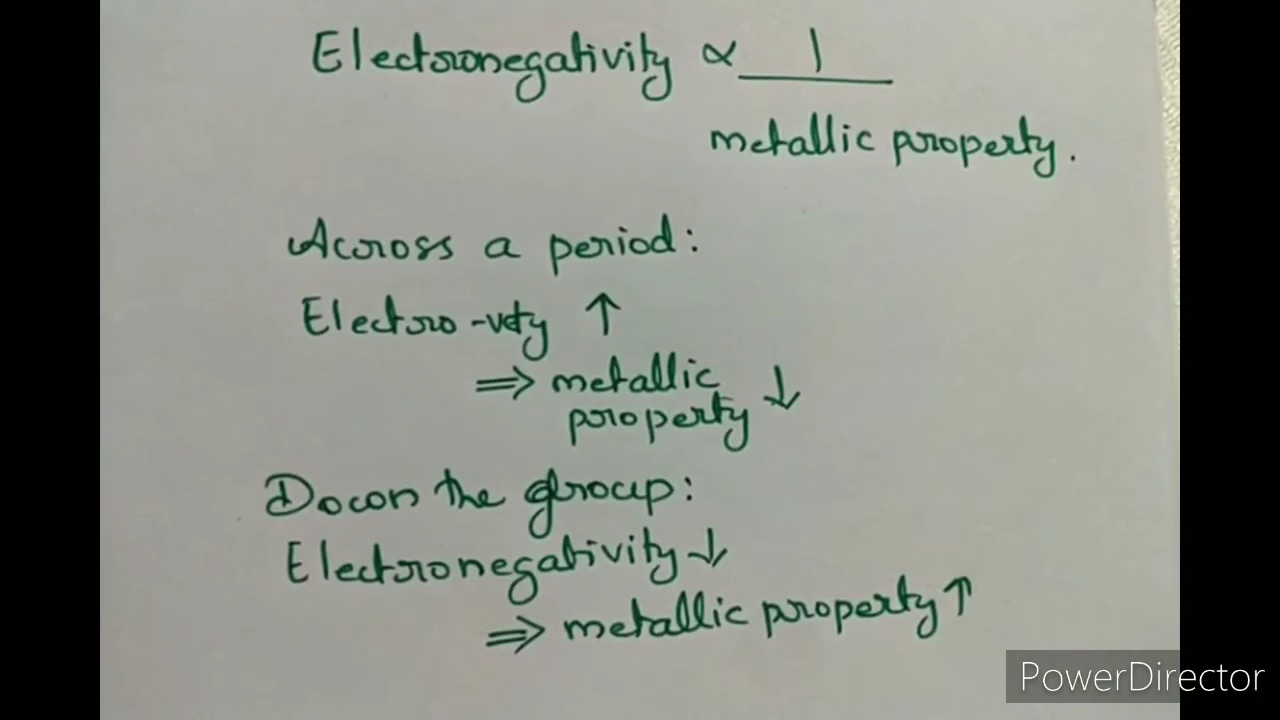 Electronegativity ∝ 1
metallic property.
Across a period:
Electro-vety ↑
⇒ metallic
property ↓
Down the group:
Electronegativity ↓
⇒ metallic property ↑
PowerDirector